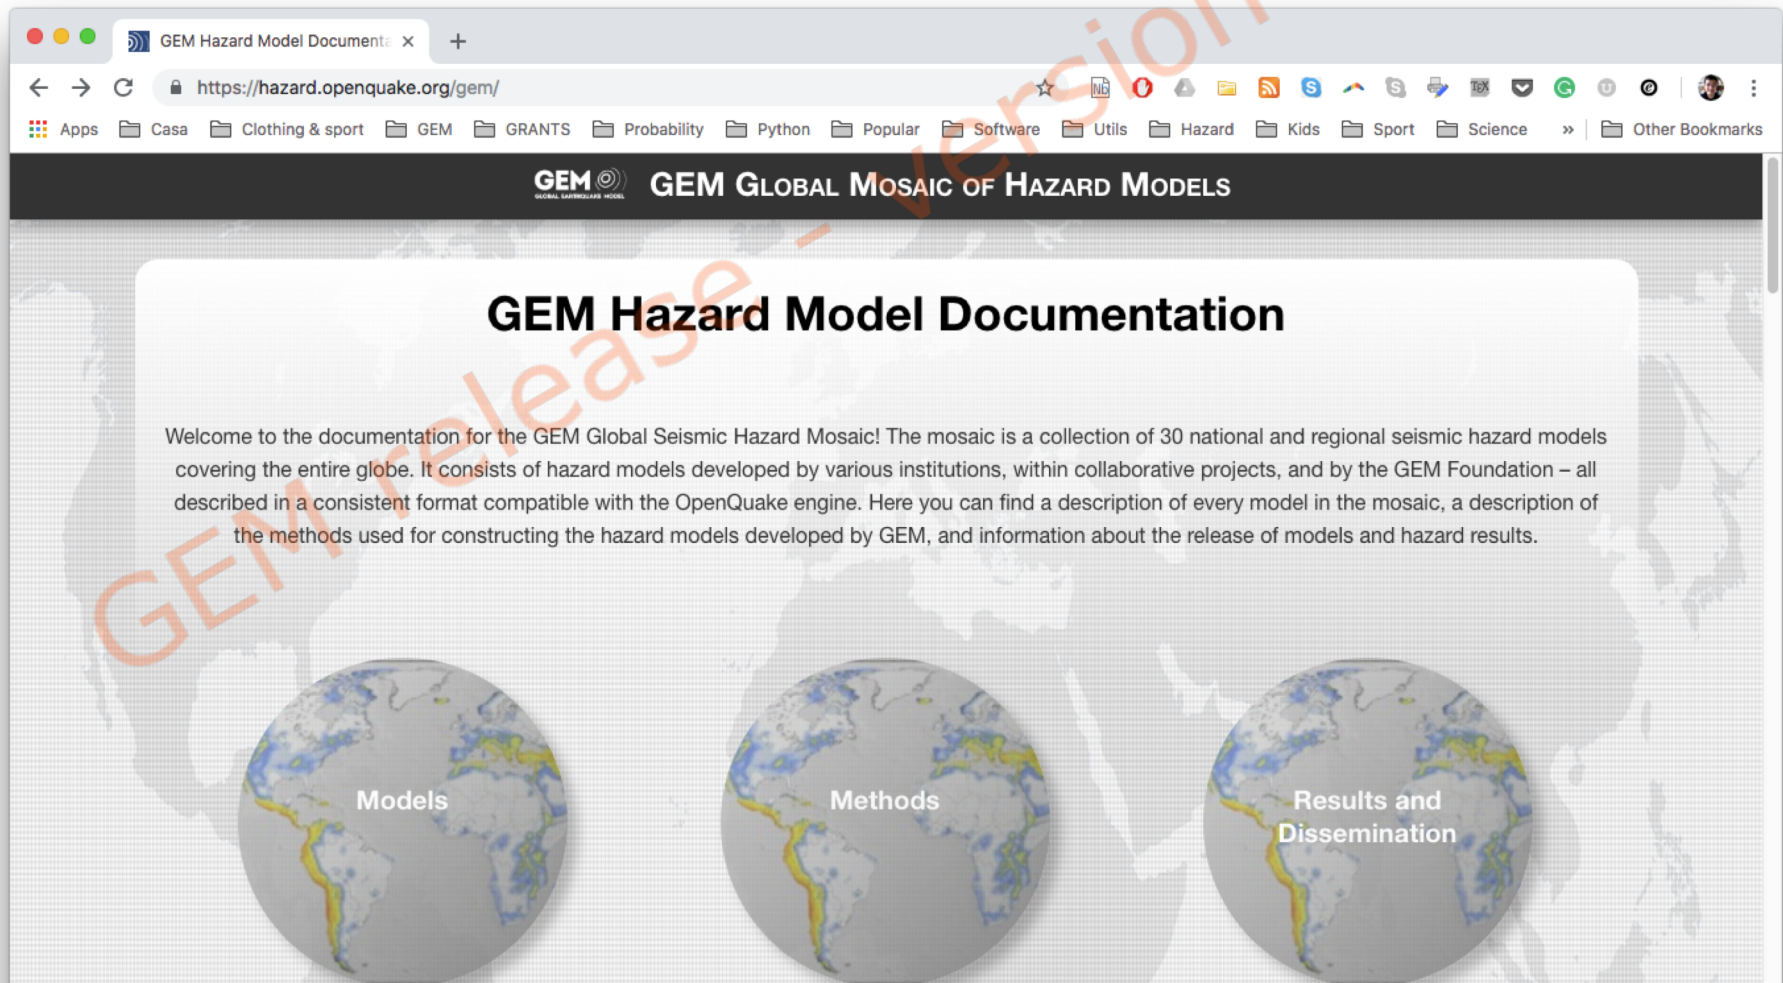 GEM Hazard Model Documenta
https://hazard.openquake.org/gem/
Apps Casa Clothing & sport GEM GRANTS Probability Python Popular Software Utils Hazard Kids Sport Science » Other Bookmarks
GEM GLOBAL EARTHQUAKE MODEL
GEM GLOBAL MOSAIC OF HAZARD MODELS
GEM Hazard Model Documentation
Welcome to the documentation for the GEM Global Seismic Hazard Mosaic! The mosaic is a collection of 30 national and regional seismic hazard models
covering the entire globe. It consists of hazard models developed by various institutions, within collaborative projects, and by the GEM Foundation – all
described in a consistent format compatible with the OpenQuake engine. Here you can find a description of every model in the mosaic, a description of
the methods used for constructing the hazard models developed by GEM, and information about the release of models and hazard results.
Models
Methods
Results and
Dissemination
GEM release - version